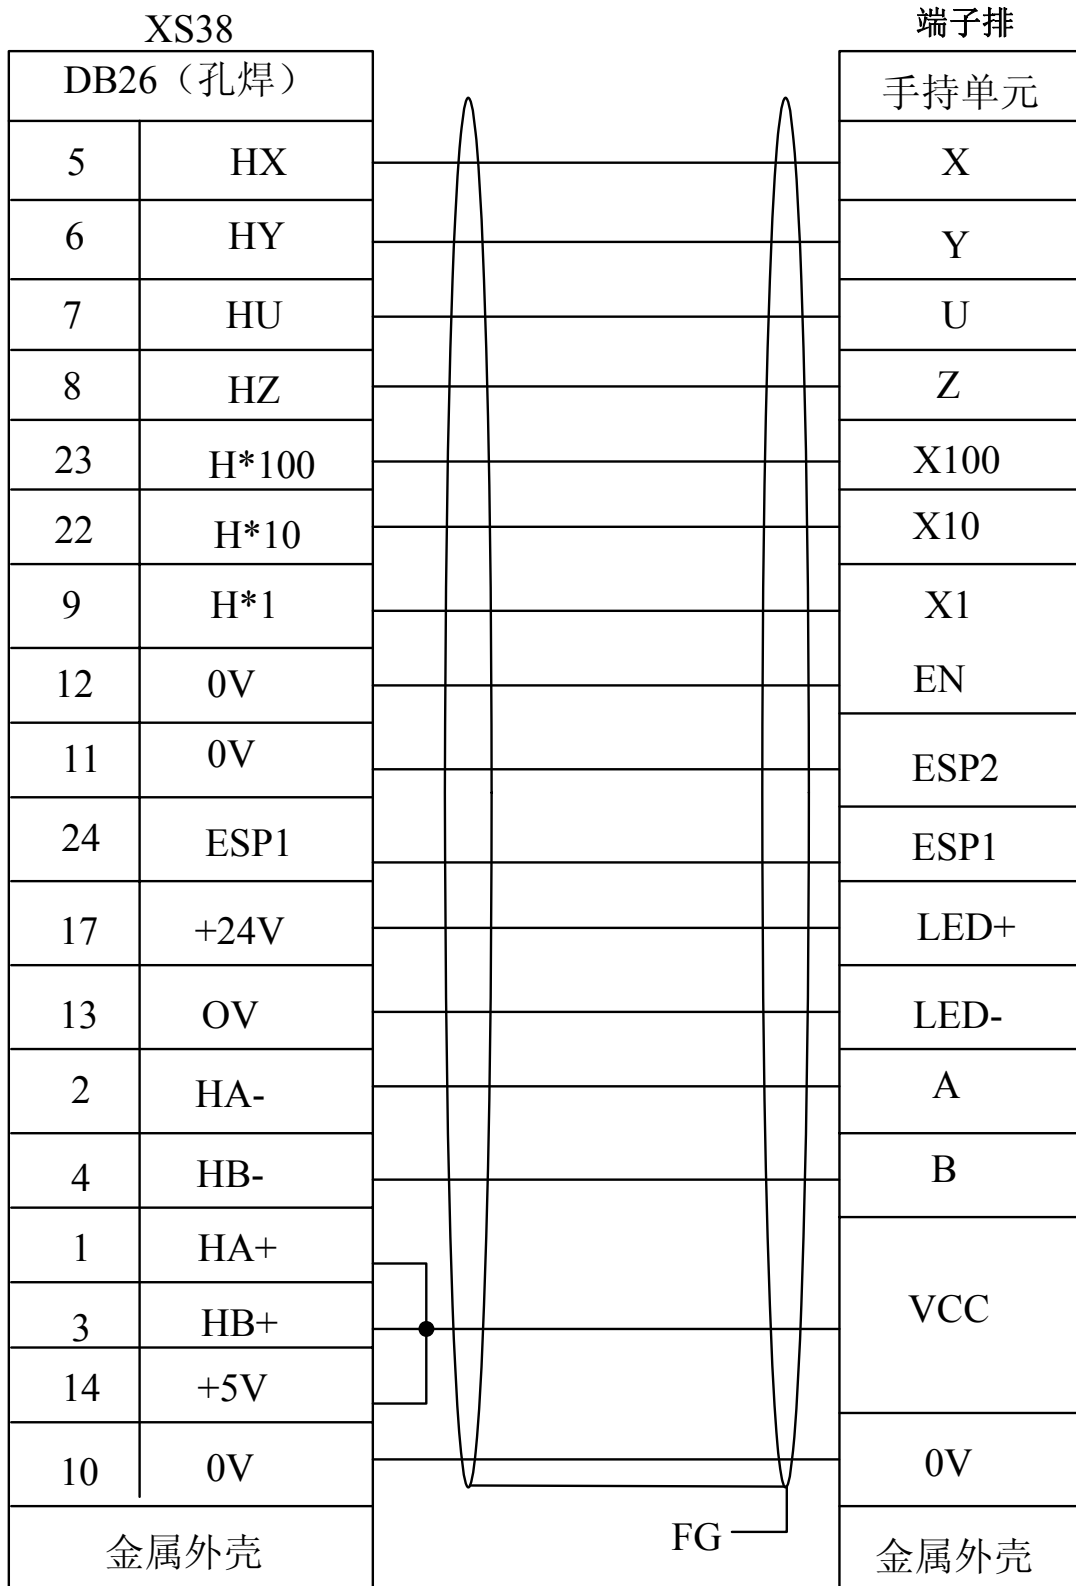 XS38 端子排
DB26（孔焊） 手持单元
5 HX X
6 HY Y
7 HU U
8 HZ Z
23 H*100 X100
22 H*10 X10
9 H*1 X1
12 0V EN
11 0V ESP2
24 ESP1 ESP1
17 +24V LED+
13 OV LED-
2 HA- A
4 HB- B
1 HA+
3 HB+ VCC
14 +5V
10 0V 0V
FG
金属外壳 金属外壳